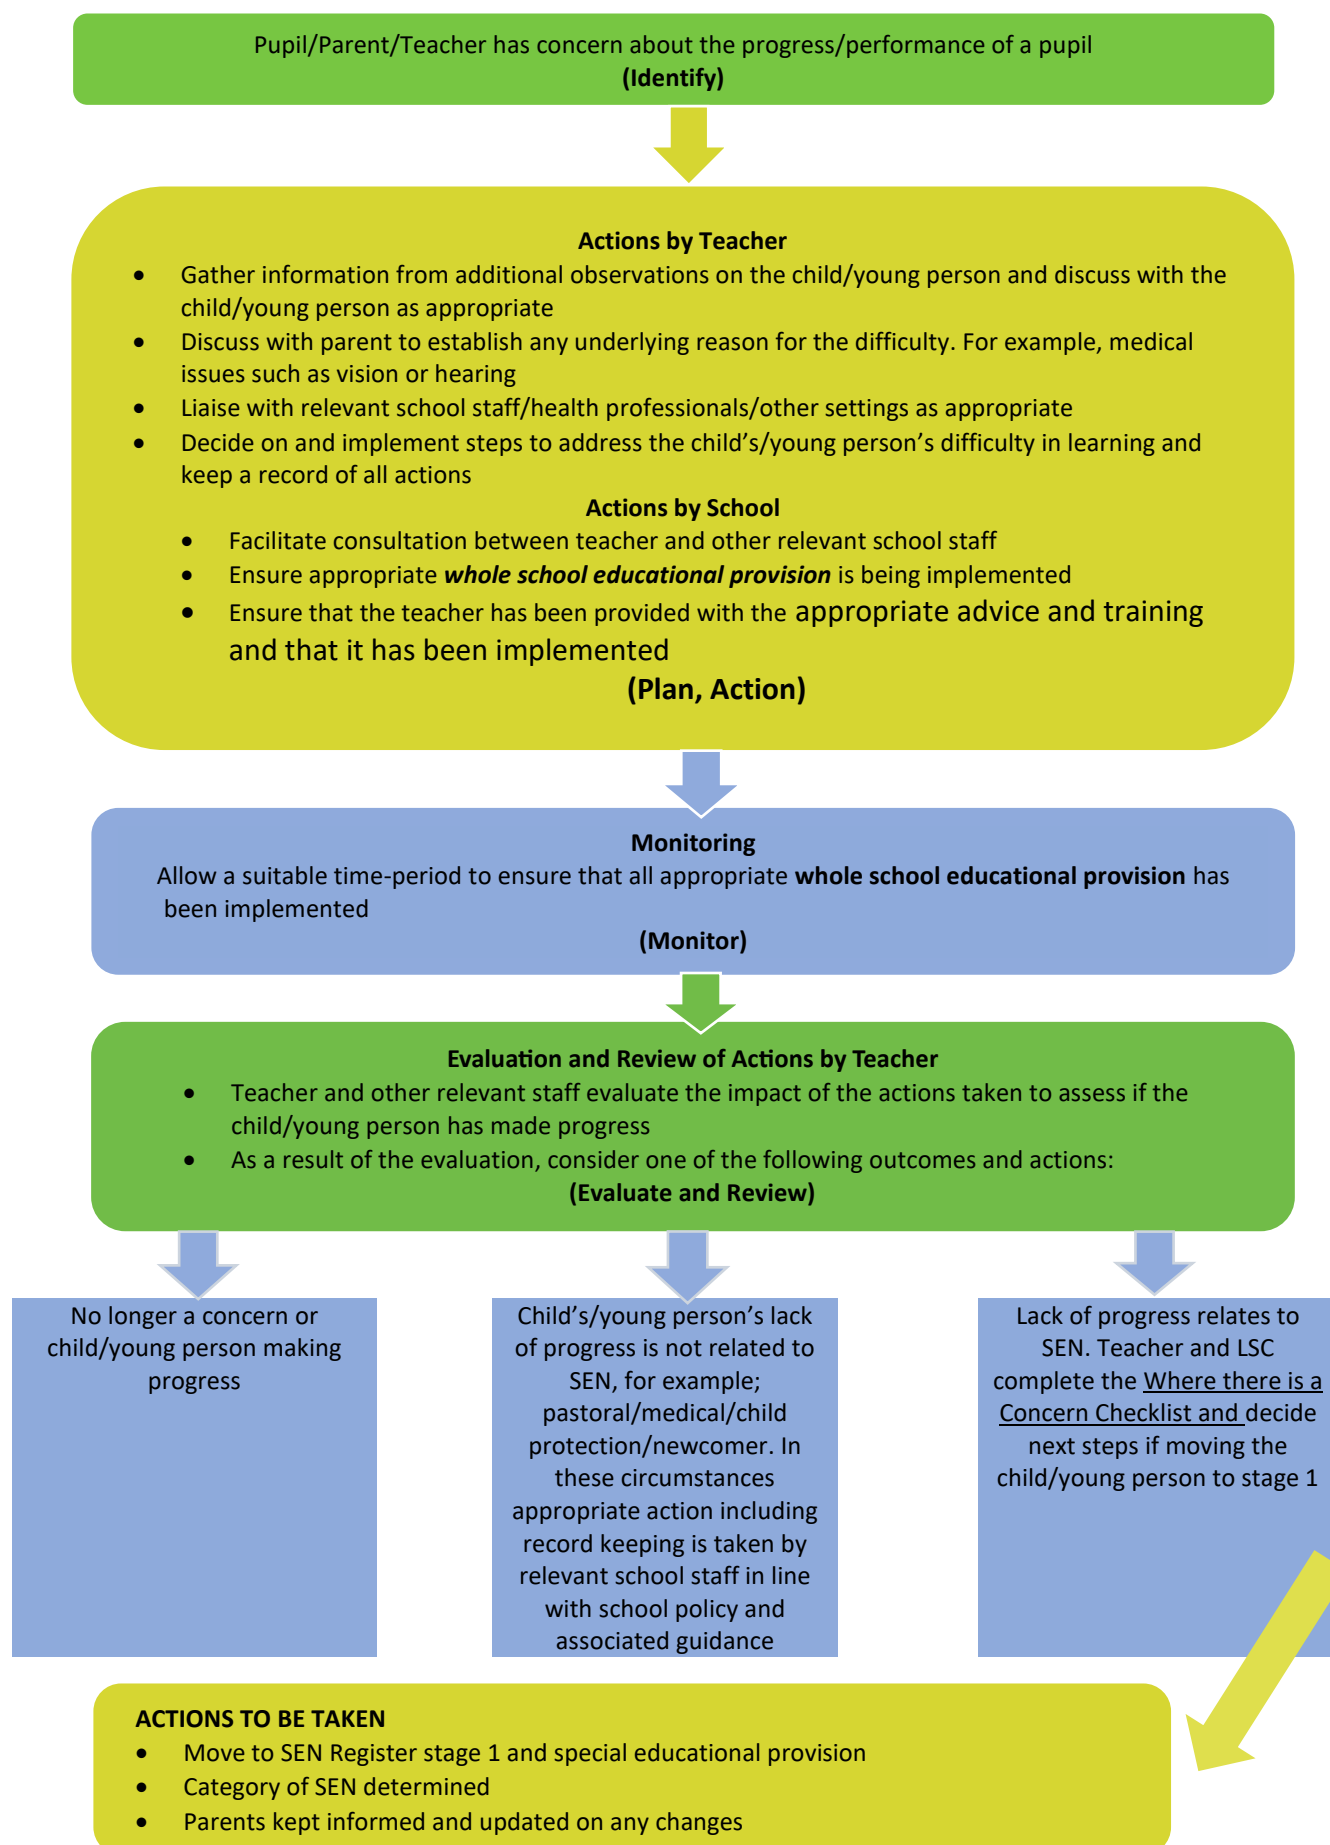 Pupil/Parent/Teacher has concern about the progress/performance of a pupil
(Identify)
Actions by Teacher
• Gather information from additional observations on the child/young person and discuss with the
child/young person as appropriate
• Discuss with parent to establish any underlying reason for the difficulty. For example, medical
issues such as vision or hearing
• Liaise with relevant school staff/health professionals/other settings as appropriate
• Decide on and implement steps to address the child’s/young person’s difficulty in learning and
keep a record of all actions
Actions by School
• Facilitate consultation between teacher and other relevant school staff
• Ensure appropriate whole school educational provision is being implemented
• Ensure that the teacher has been provided with the appropriate advice and training
and that it has been implemented
(Plan, Action)
Monitoring
Allow a suitable time-period to ensure that all appropriate whole school educational provision has
been implemented
(Monitor)
Evaluation and Review of Actions by Teacher
• Teacher and other relevant staff evaluate the impact of the actions taken to assess if the
child/young person has made progress
• As a result of the evaluation, consider one of the following outcomes and actions:
(Evaluate and Review)
No longer a concern or
child/young person making
progress
Child’s/young person’s lack
of progress is not related to
SEN, for example;
pastoral/medical/child
protection/newcomer. In
these circumstances
appropriate action including
record keeping is taken by
relevant school staff in line
with school policy and
associated guidance
Lack of progress relates to
SEN. Teacher and LSC
complete the Where there is a
Concern Checklist and decide
next steps if moving the
child/young person to stage 1
ACTIONS TO BE TAKEN
• Move to SEN Register stage 1 and special educational provision
• Category of SEN determined
• Parents kept informed and updated on any changes